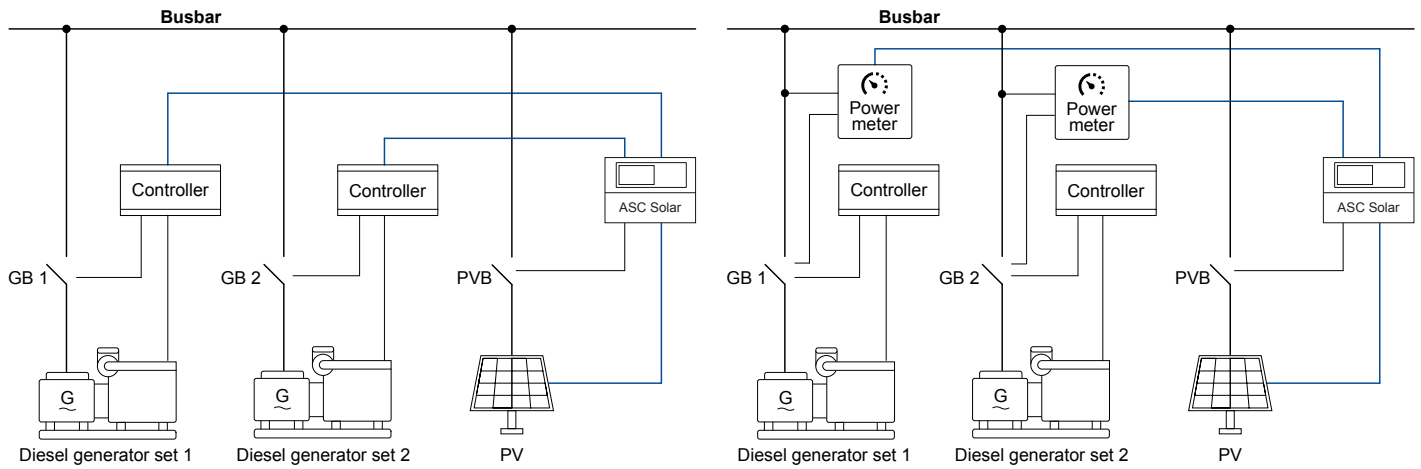 Busbar
Controller
Controller
ASC Solar
GB 1
GB 2
PVB
G
~
G
~
Diesel generator set 1
Diesel generator set 2
PV
Busbar
Power
meter
Power
meter
Controller
Controller
ASC Solar
GB 1
GB 2
PVB
G
~
G
~
Diesel generator set 1
Diesel generator set 2
PV